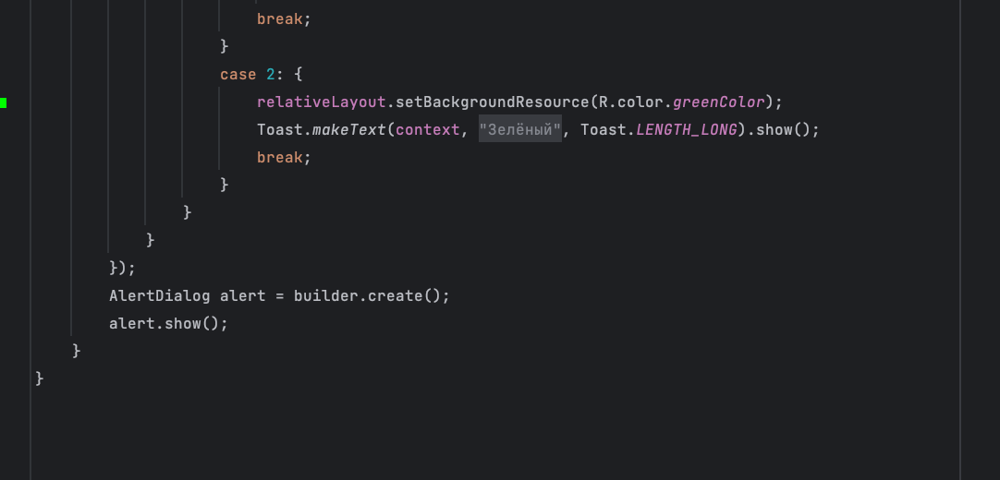 break;
}
case 2: {
relativeLayout.setBackgroundResource(R.color.greenColor);
Toast.makeText(context, "Зелёный", Toast.LENGTH_LONG).show();
break;
}
}
}
});
AlertDialog alert = builder.create();
alert.show();
}
}